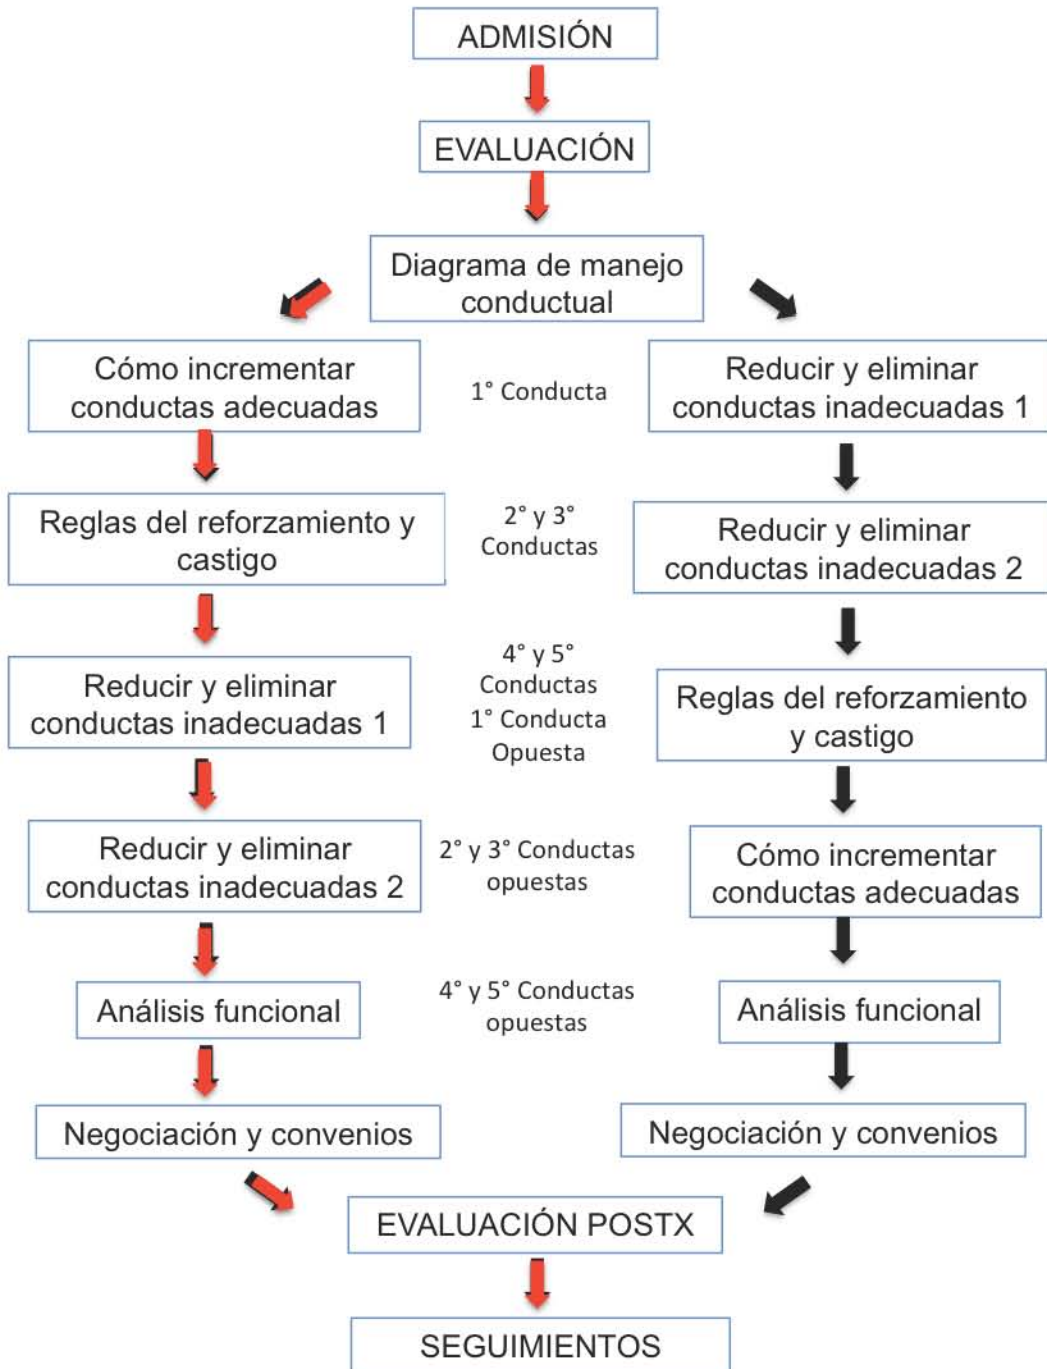 ADMISIÓN
EVALUACIÓN
Diagrama de manejo
conductual
Cómo incrementar
conductas adecuadas
1° Conducta
Reducir y eliminar
conductas inadecuadas 1
Reglas del reforzamiento y
castigo
2° y 3°
Conductas
Reducir y eliminar
conductas inadecuadas 2
Reducir y eliminar
conductas inadecuadas 1
4° y 5°
Conductas
1° Conducta
Opuesta
Reglas del reforzamiento
y castigo
Reducir y eliminar
conductas inadecuadas 2
2° y 3° Conductas
opuestas
Cómo incrementar
conductas adecuadas
Análisis funcional
4° y 5° Conductas
opuestas
Análisis funcional
Negociación y convenios
Negociación y convenios
EVALUACIÓN POSTX
SEGUIMIENTOS